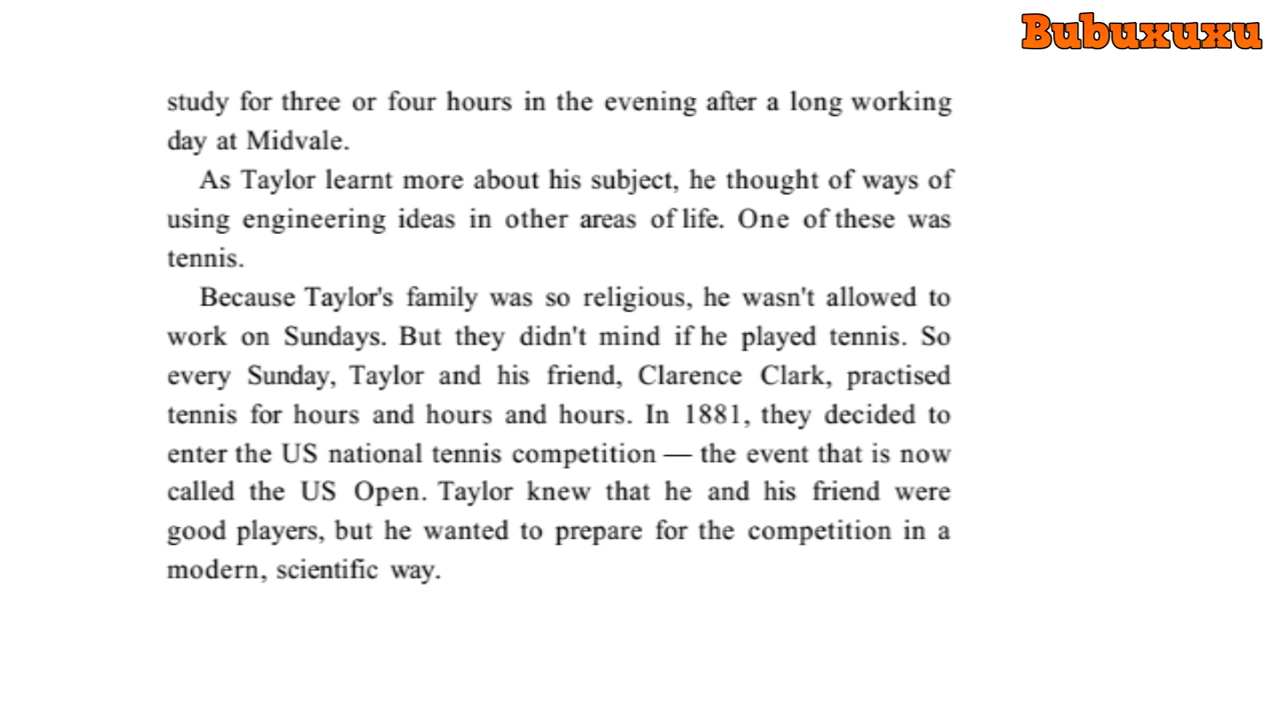 Bubuxuxu
study for three or four hours in the evening after a long working
day at Midvale.
As Taylor learnt more about his subject, he thought of ways of
using engineering ideas in other areas of life. One of these was
tennis.
Because Taylor's family was so religious, he wasn't allowed to
work on Sundays. But they didn't mind if he played tennis. So
every Sunday, Taylor and his friend, Clarence Clark, practised
tennis for hours and hours and hours. In 1881, they decided to
enter the US national tennis competition — the event that is now
called the US Open. Taylor knew that he and his friend were
good players, but he wanted to prepare for the competition in a
modern, scientific way.